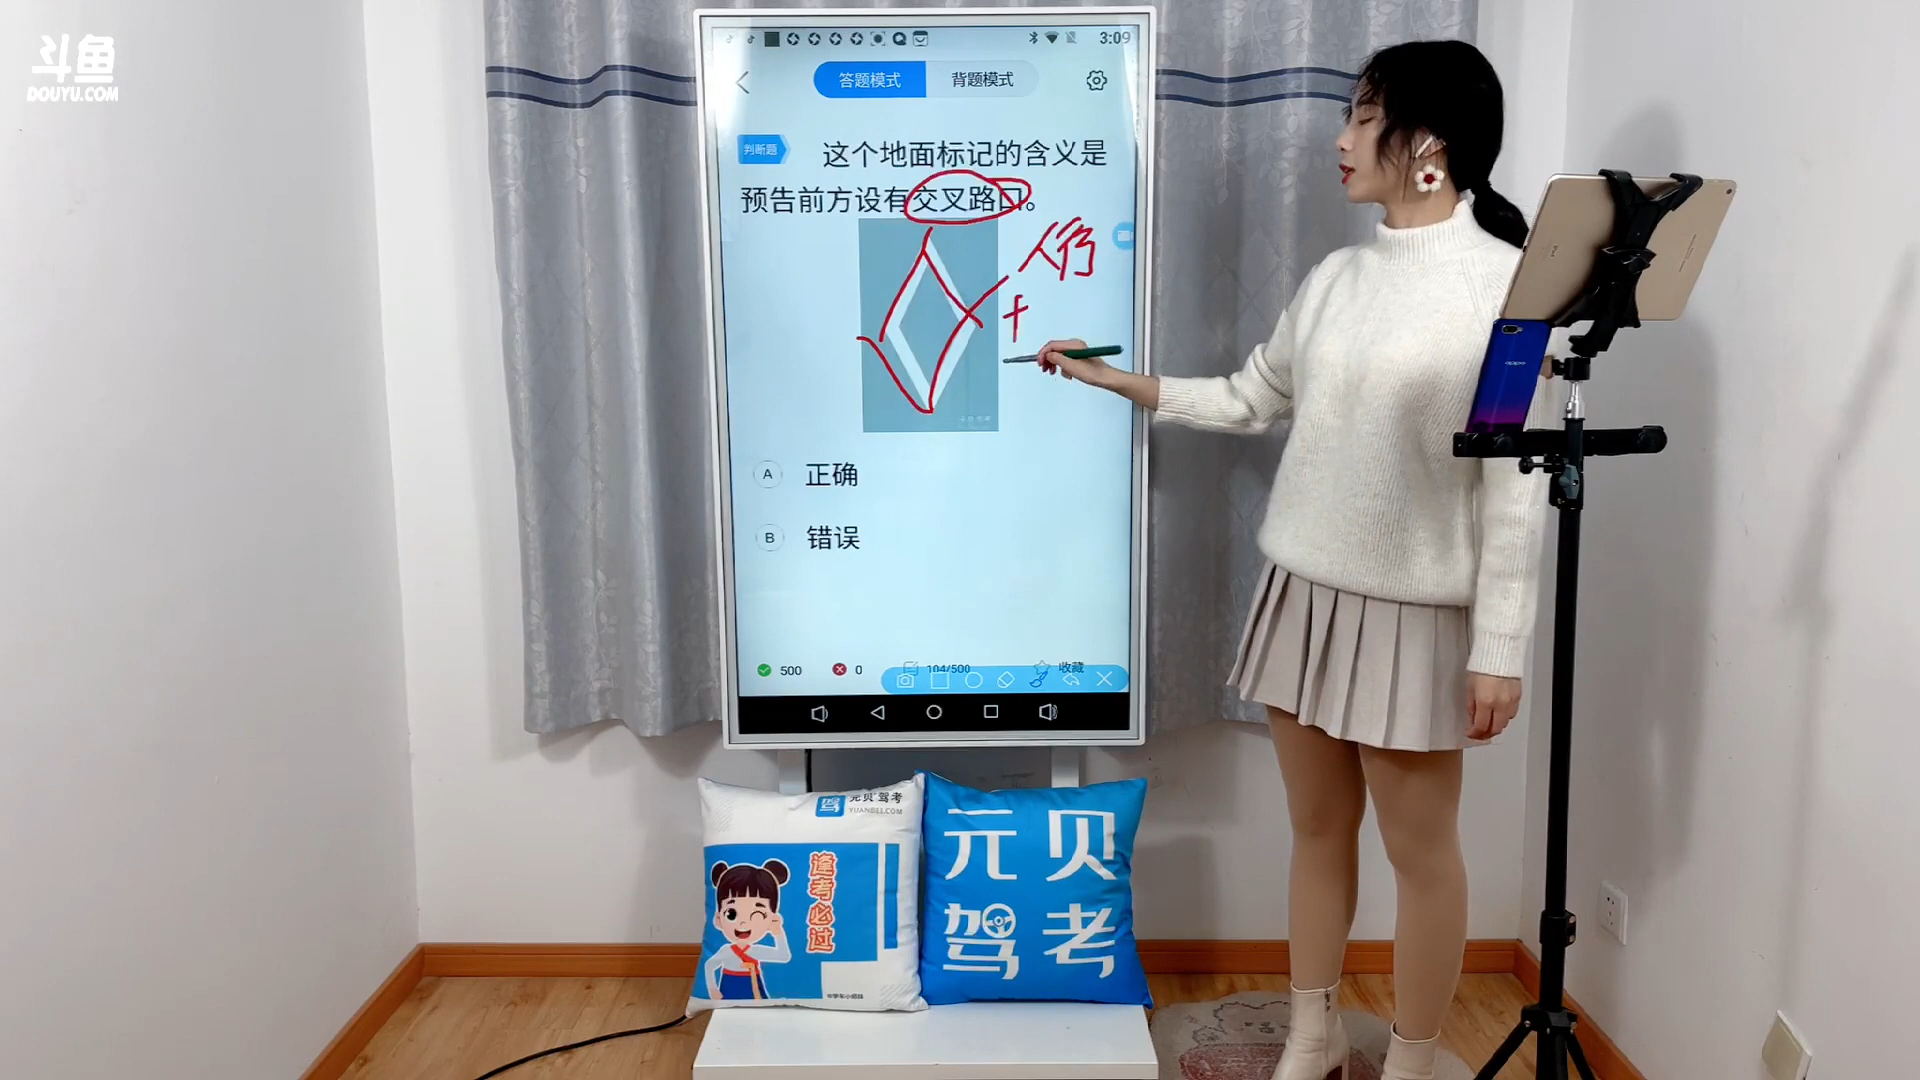 斗鱼
DOUYU.COM
3:09
答题模式
背题模式
判断题
这个地面标记的含义是
预告前方设有交叉路口。
人行
A 正确
B 错误
500
0
104/500
收藏
oppo
元贝驾考
YUANBEI.COM
逢考必过
元贝
驾考